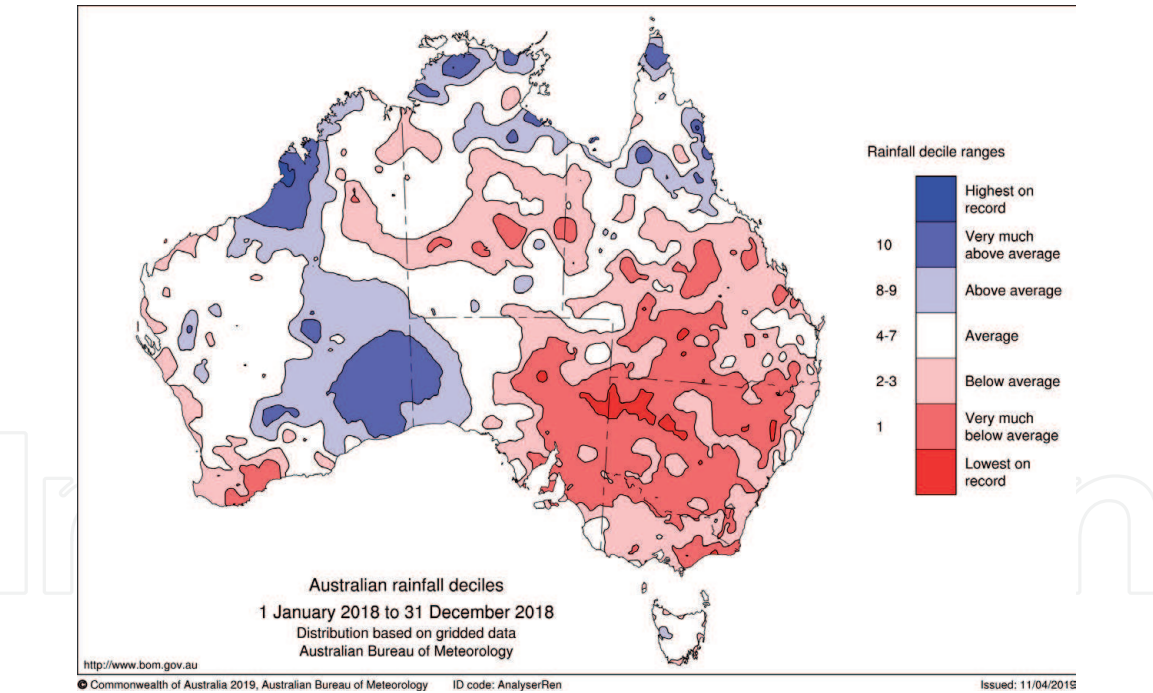 Rainfall decile ranges
Highest on
record
10
Very much
above average
8-9
Above average
4-7
Average
2-3
Below average
1
Very much
below average
Lowest on
record
Australian rainfall deciles
1 January 2018 to 31 December 2018
Distribution based on gridded data
Australian Bureau of Meteorology
http://www.bom.gov.au
© Commonwealth of Australia 2019, Australian Bureau of Meteorology ID code: AnalyserRen Issued: 11/04/2019